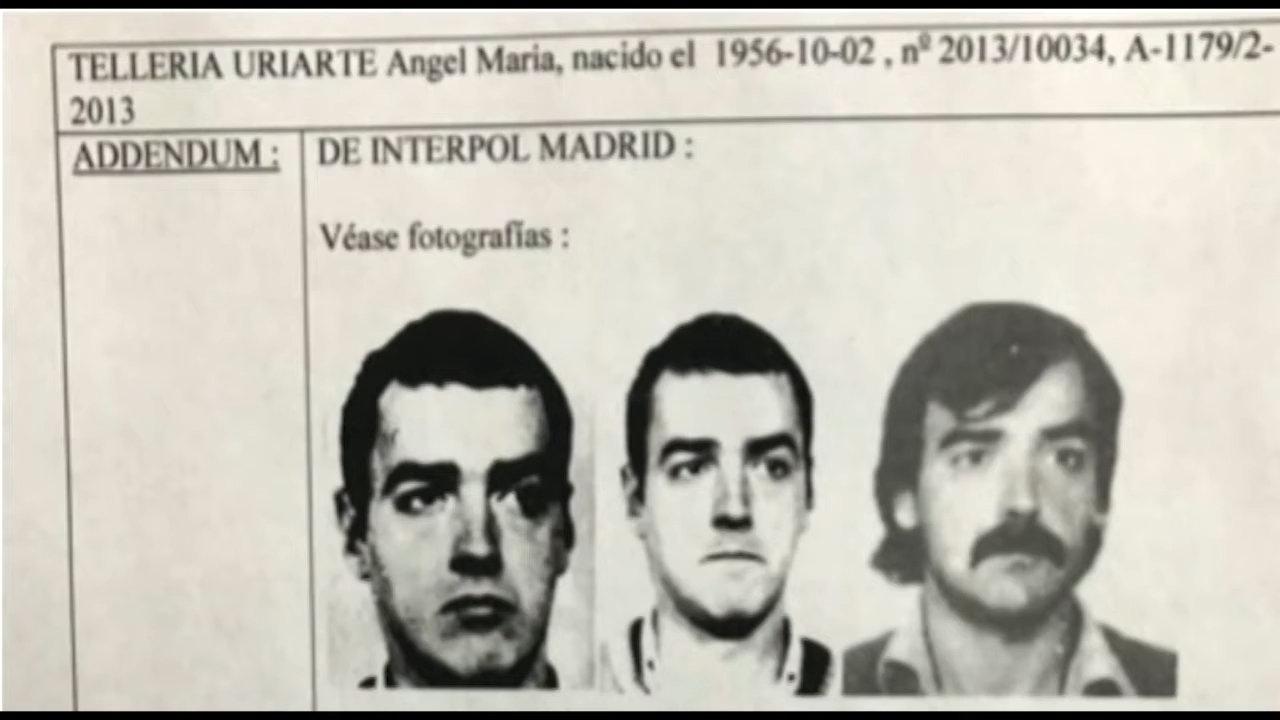 TELLERIA URIARTE Angel Maria, nacido el 1956-10-02 , nº 2013/10034, A-1179/2-
2013
ADDENDUM :
DE INTERPOL MADRID :
Véase fotografías :